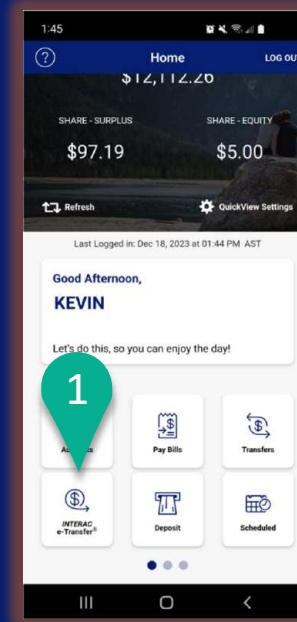 1:45
Home
LOG OUT
$12,112.26
SHARE - SURPLUS
SHARE - EQUITY
$97.19
$5.00
Refresh
QuickView Settings
Last Logged in: Dec 18, 2023 at 01:44 PM AST
Good Afternoon,
KEVIN
Let's do this, so you can enjoy the day!
1
Pay Bills
Transfers
INTERAC
e-Transfer®
Deposit
Scheduled